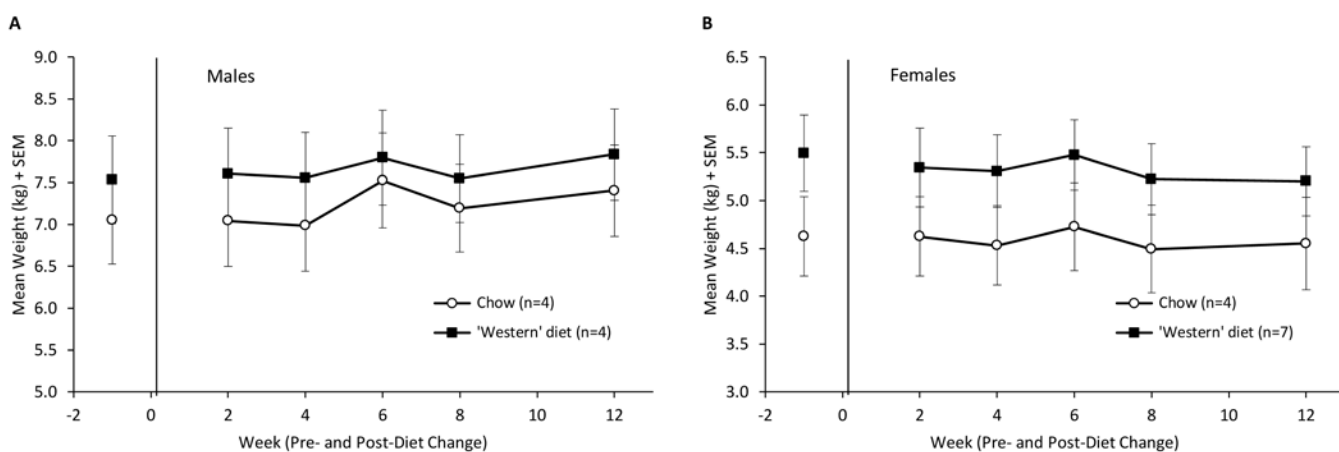 A
Mean Weight (kg) + SEM
9.0
8.5
8.0
7.5
7.0
6.5
6.0
5.5
5.0
Males
Chow (n=4)
'Western' diet (n=4)
-2 0 2 4 6 8 10 12
Week (Pre- and Post-Diet Change)
B
Mean Weight (kg) + SEM
6.5
6.0
5.5
5.0
4.5
4.0
3.5
3.0
Females
Chow (n=4)
'Western' diet (n=7)
-2 0 2 4 6 8 10 12
Week (Pre- and Post-Diet Change)